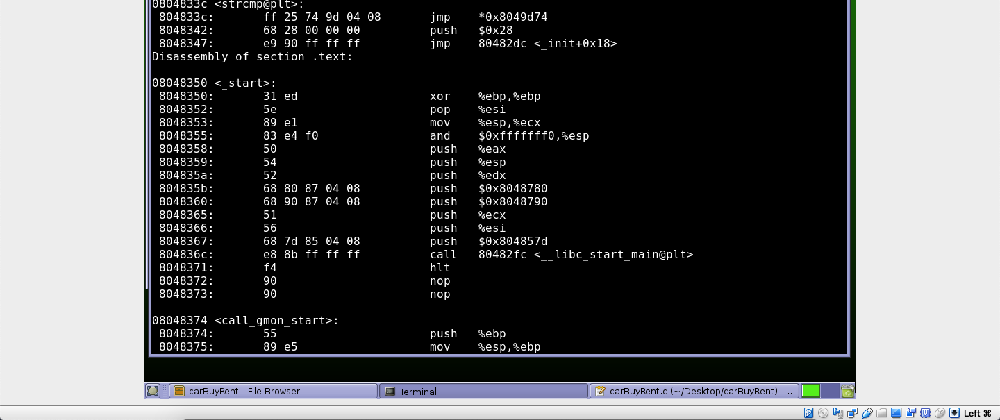 0804833c <strcmp@plt>:
 804833c:       ff 25 74 9d 04 08       jmp    *0x8049d74
 8048342:       68 28 00 00 00          push   $0x28
 8048347:       e9 90 ff ff ff          jmp    80482dc <_init+0x18>
Disassembly of section .text:

08048350 <_start>:
 8048350:       31 ed                   xor    %ebp,%ebp
 8048352:       5e                      pop    %esi
 8048353:       89 e1                   mov    %esp,%ecx
 8048355:       83 e4 f0                and    $0xfffffff0,%esp
 8048358:       50                      push   %eax
 8048359:       54                      push   %esp
 804835a:       52                      push   %edx
 804835b:       68 80 87 04 08          push   $0x8048780
 8048360:       68 90 87 04 08          push   $0x8048790
 8048365:       51                      push   %ecx
 8048366:       56                      push   %esi
 8048367:       68 7d 85 04 08          push   $0x804857d
 804836c:       e8 8b ff ff ff          call   80482fc <__libc_start_main@plt>
 8048371:       f4                      hlt
 8048372:       90                      nop
 8048373:       90                      nop

08048374 <call_gmon_start>:
 8048374:       55                      push   %ebp
 8048375:       89 e5                   mov    %esp,%ebp
carBuyRent - File Browser
Terminal
carBuyRent.c (~/Desktop/carBuyRent) - ...
Left ⌘